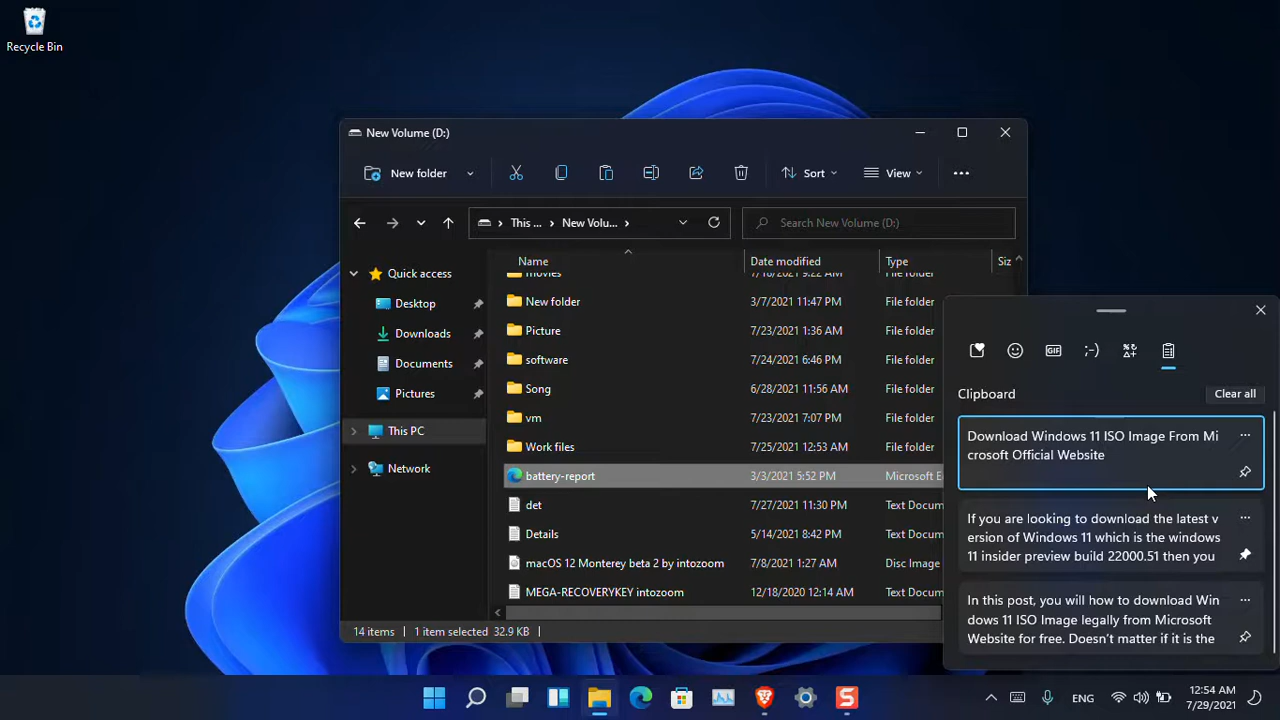 Recycle Bin
New Volume (D:)
New folder
Sort
View
This ...
New Volu...
Search New Volume (D:)
Name
Date modified
Type
Siz
Quick access
Desktop
Downloads
Documents
Pictures
This PC
Network
movies 7/18/2021 9:22 AM File folder
New folder 3/7/2021 11:47 PM File folder
Picture 7/23/2021 1:36 AM File folder
software 7/24/2021 6:46 PM File folder
Song 6/28/2021 11:56 AM File folder
vm 7/23/2021 7:07 PM File folder
Work files 7/25/2021 12:53 AM File folder
battery-report 3/3/2021 5:52 PM Microsoft E
det 7/27/2021 11:30 PM Text Docum
Details 5/14/2021 8:42 PM Text Docum
macOS 12 Monterey beta 2 by intozoom 7/8/2021 1:27 AM Disc Image
MEGA-RECOVERYKEY intozoom 12/18/2020 12:14 AM Text Docum
14 items 1 item selected 32.9 KB
GIF
;-)
Clipboard
Clear all
Download Windows 11 ISO Image From Mi
crosoft Official Website
If you are looking to download the latest v
ersion of Windows 11 which is the windows
11 insider preview build 22000.51 then you
In this post, you will how to download Win
dows 11 ISO Image legally from Microsoft
Website for free. Doesn't matter if it is the
S
ENG
12:54 AM
7/29/2021